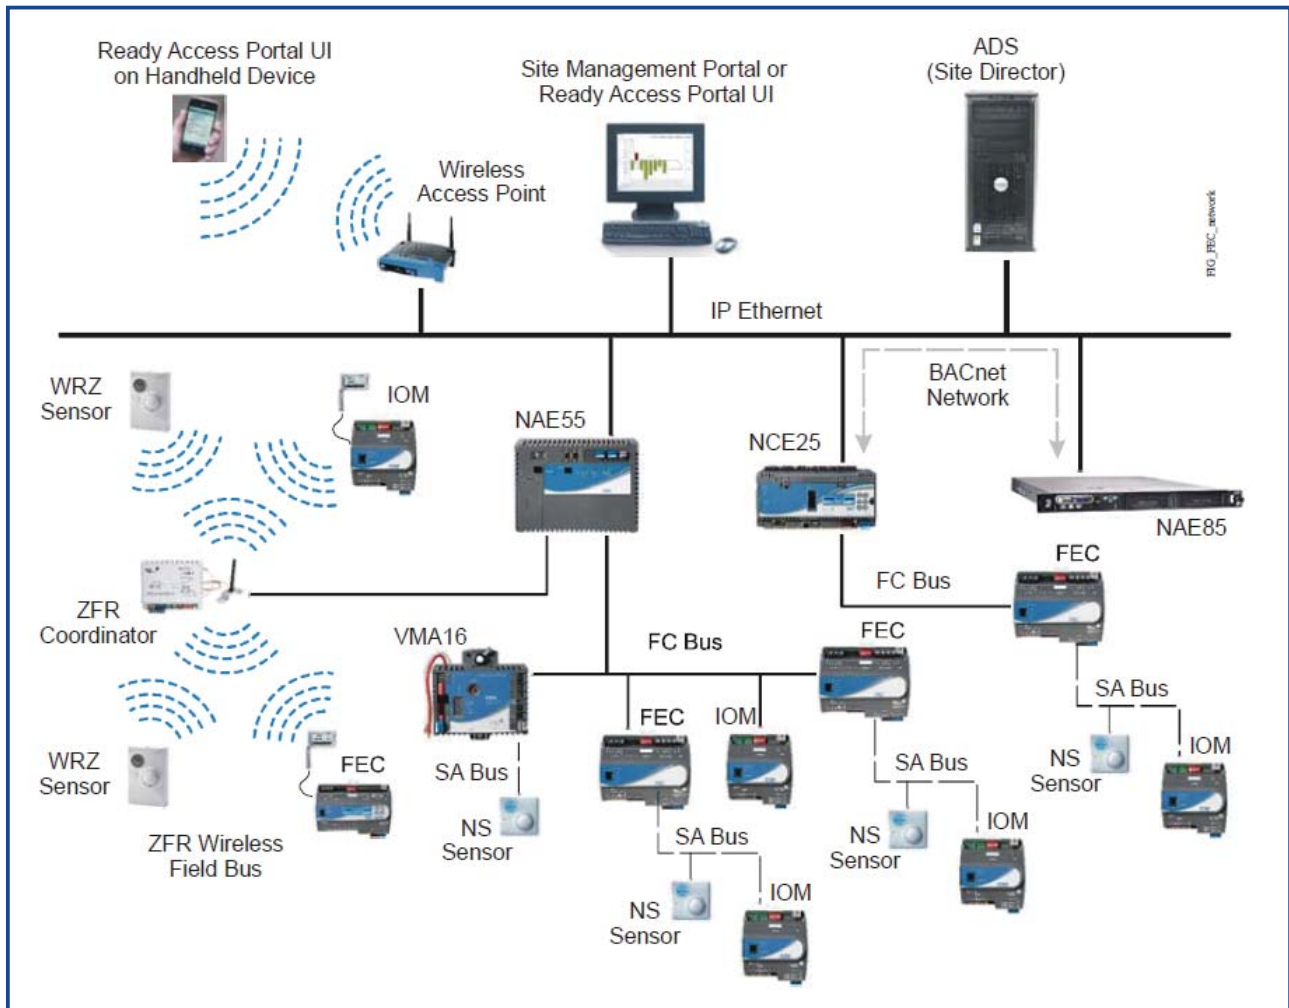 Ready Access Portal UI
on Handheld Device
Site Management Portal or
Ready Access Portal UI
ADS
(Site Director)
Wireless
Access Point
FIG_FEC_network
IP Ethernet
WRZ
Sensor
IOM
NAE55
NCE25
BACnet
Network
NAE85
FEC
FC Bus
ZFR
Coordinator
VMA16
FC Bus
FEC
SA Bus
NS
Sensor
IOM
WRZ
Sensor
FEC
ZFR Wireless
Field Bus
SA Bus
NS
Sensor
FEC
IOM
SA Bus
NS
Sensor
IOM
SA Bus
NS
Sensor
IOM